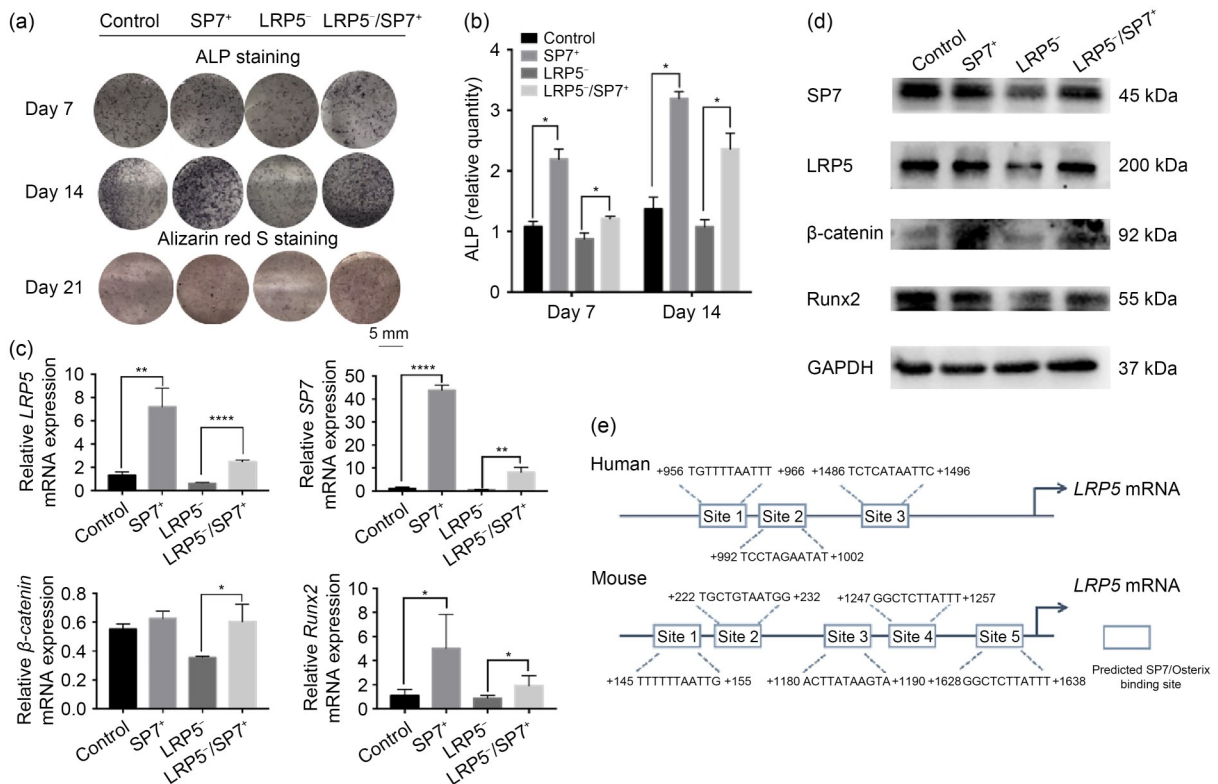 (a)
Control SP7⁺ LRP5⁻ LRP5⁻/SP7⁺
ALP staining
Day 7
Day 14
Alizarin red S staining
Day 21
5 mm
(b)
Control
SP7⁺
LRP5⁻
LRP5⁻/SP7⁺
ALP (relative quantity)
4
3
2
1
0
* * * *
Day 7 Day 14
(c)
Relative LRP5
mRNA expression
10
8
6
4
2
0
** ****
Control SP7⁺ LRP5⁻ LRP5⁻/SP7⁺
Relative SP7
mRNA expression
50
40
30
20
10
0
**** **
Control SP7⁺ LRP5⁻ LRP5⁻/SP7⁺
Relative β-catenin
mRNA expression
0.8
0.6
0.4
0.2
0.0
*
Control SP7⁺ LRP5⁻ LRP5⁻/SP7⁺
Relative Runx2
mRNA expression
10
8
6
4
2
0
* *
Control SP7⁺ LRP5⁻ LRP5⁻/SP7⁺
(d)
Control SP7⁺ LRP5⁻ LRP5⁻/SP7⁺
SP7 45 kDa
LRP5 200 kDa
β-catenin 92 kDa
Runx2 55 kDa
GAPDH 37 kDa
(e)
Human
+956 TGTTTTAATTT +966 +1486 TCTCATAATTC +1496
LRP5 mRNA
Site 1 Site 2 Site 3
+992 TCCTAGAATAT +1002
Mouse
LRP5 mRNA
+222 TGCTGTAATGG +232 +1247 GGCTCTTATTT +1257
Site 1 Site 2 Site 3 Site 4 Site 5
+145 TTTTTTAATTG +155 +1180 ACTTATAAGTA +1190 +1628 GGCTCTTATTT +1638
Predicted SP7/Osterix
binding site